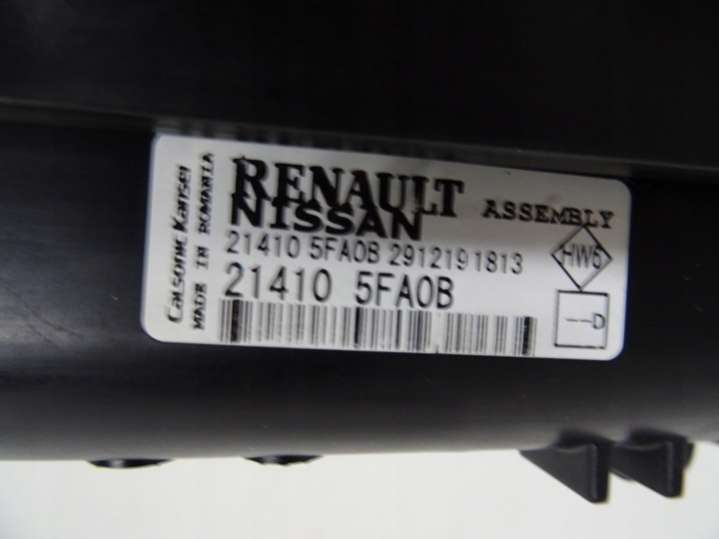 Calsonic Kansei
MADE IN ROMANIA
RENAULT
NISSAN ASSEMBLY
21410 5FA0B 2912191813
21410 5FA0B
HW6
---D